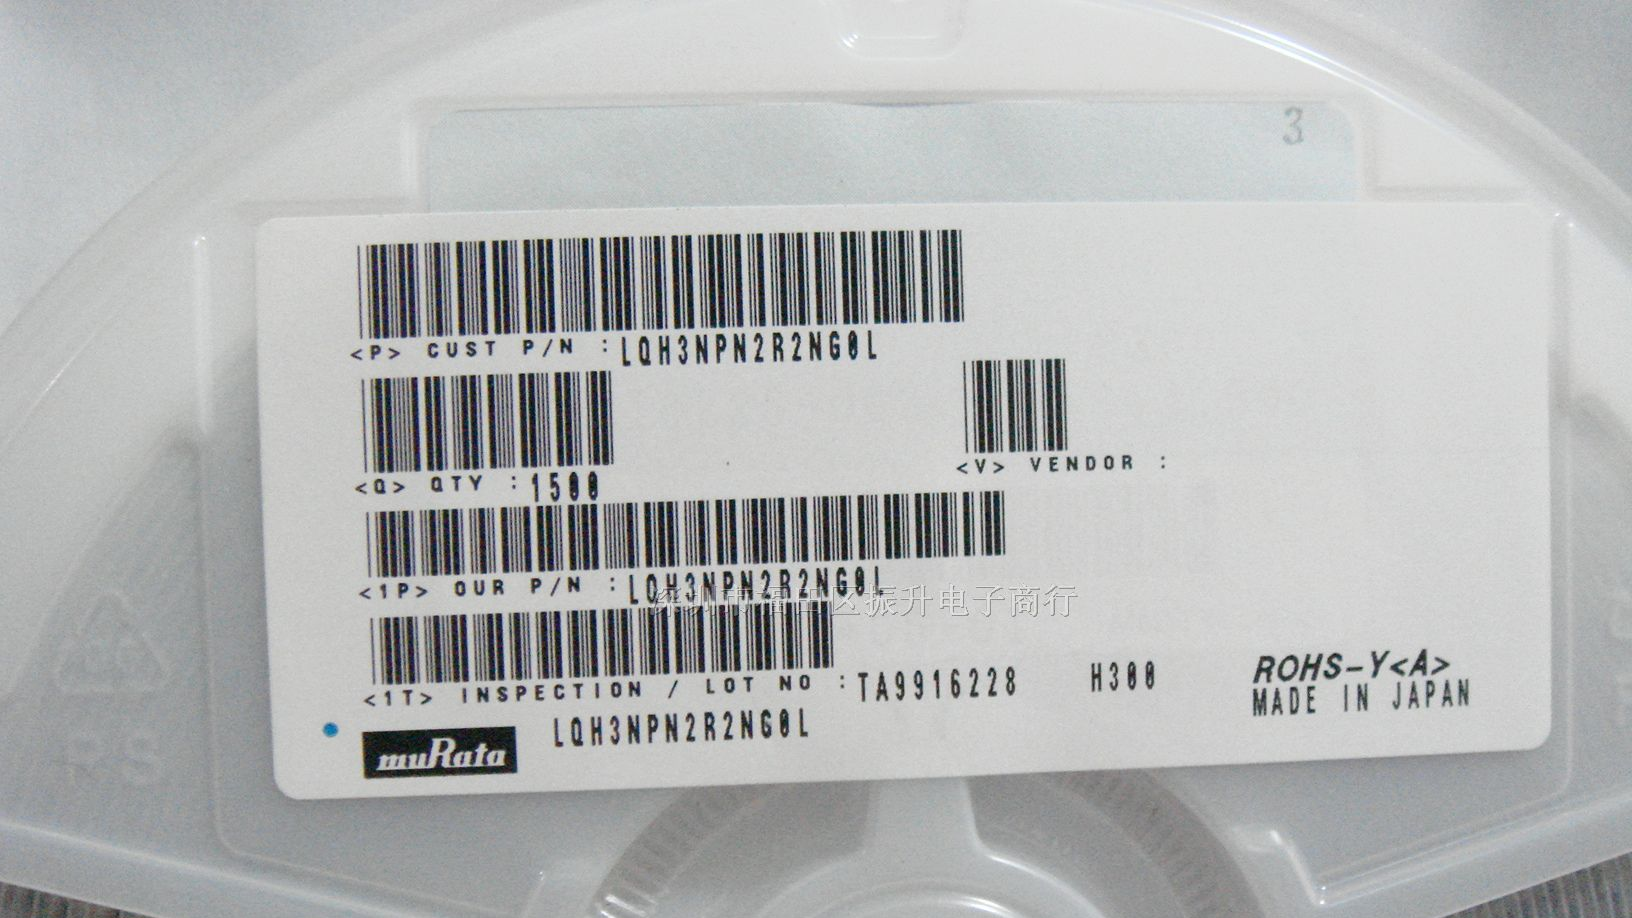 3
<P> CUST P/N :LQH3NPN2R2NG0L
<Q> QTY :1500
<V> VENDOR :
<1P> OUR P/N :LQH3NPN2R2NG0L
深圳市福田区振升电子商行
<1T> INSPECTION / LOT NO :TA9916228 H300
ROHS-Y<A>
MADE IN JAPAN
muRata LQH3NPN2R2NG0L
PS